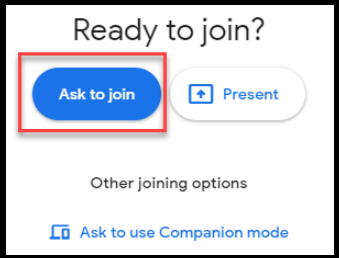 Ready to join?
Ask to join
Present
Other joining options
Ask to use Companion mode